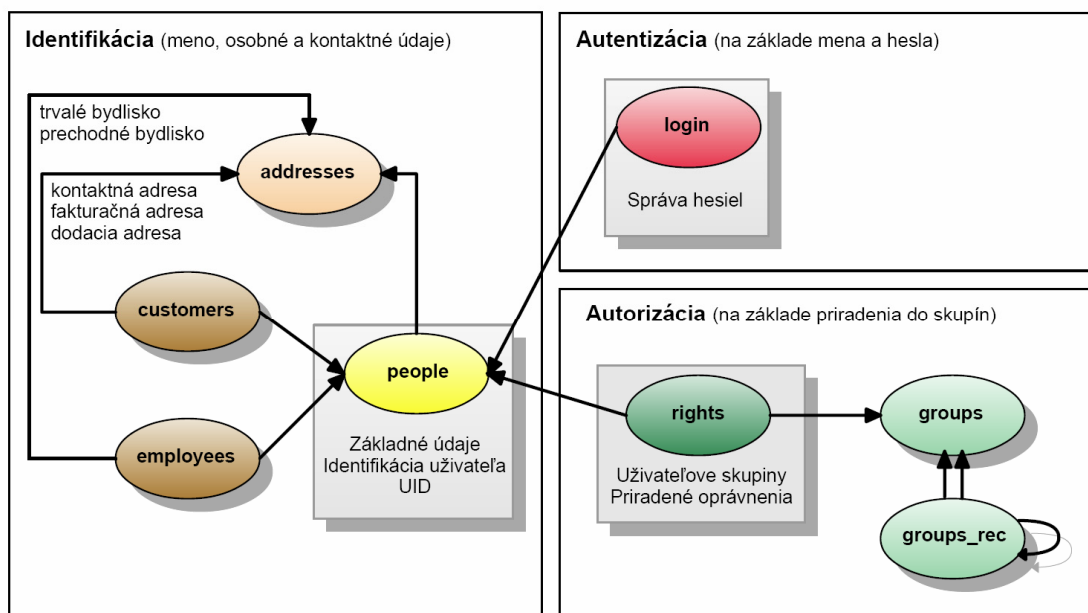 Identifikácia (meno, osobné a kontaktné údaje)
trvalé bydlisko
prechodné bydlisko
addresses
kontaktná adresa
fakturačná adresa
dodacia adresa
customers
people
employees
Základné údaje
Identifikácia uživateľa
UID
Autentizácia (na základe mena a hesla)
login
Správa hesiel
Autorizácia (na základe priradenia do skupín)
rights
groups
Uživateľove skupiny
Priradené oprávnenia
groups_rec